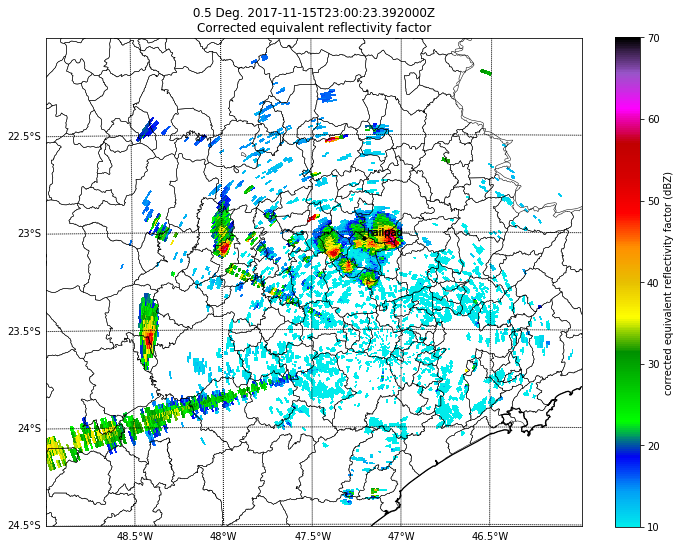 0.5 Deg. 2017-11-15T23:00:23.392000Z
Corrected equivalent reflectivity factor
22.5°S
23°S
23.5°S
24°S
24.5°S
48.5°W
48°W
47.5°W
47°W
46.5°W
hailpad
70
60
50
40
30
20
10
corrected equivalent reflectivity factor (dBZ)